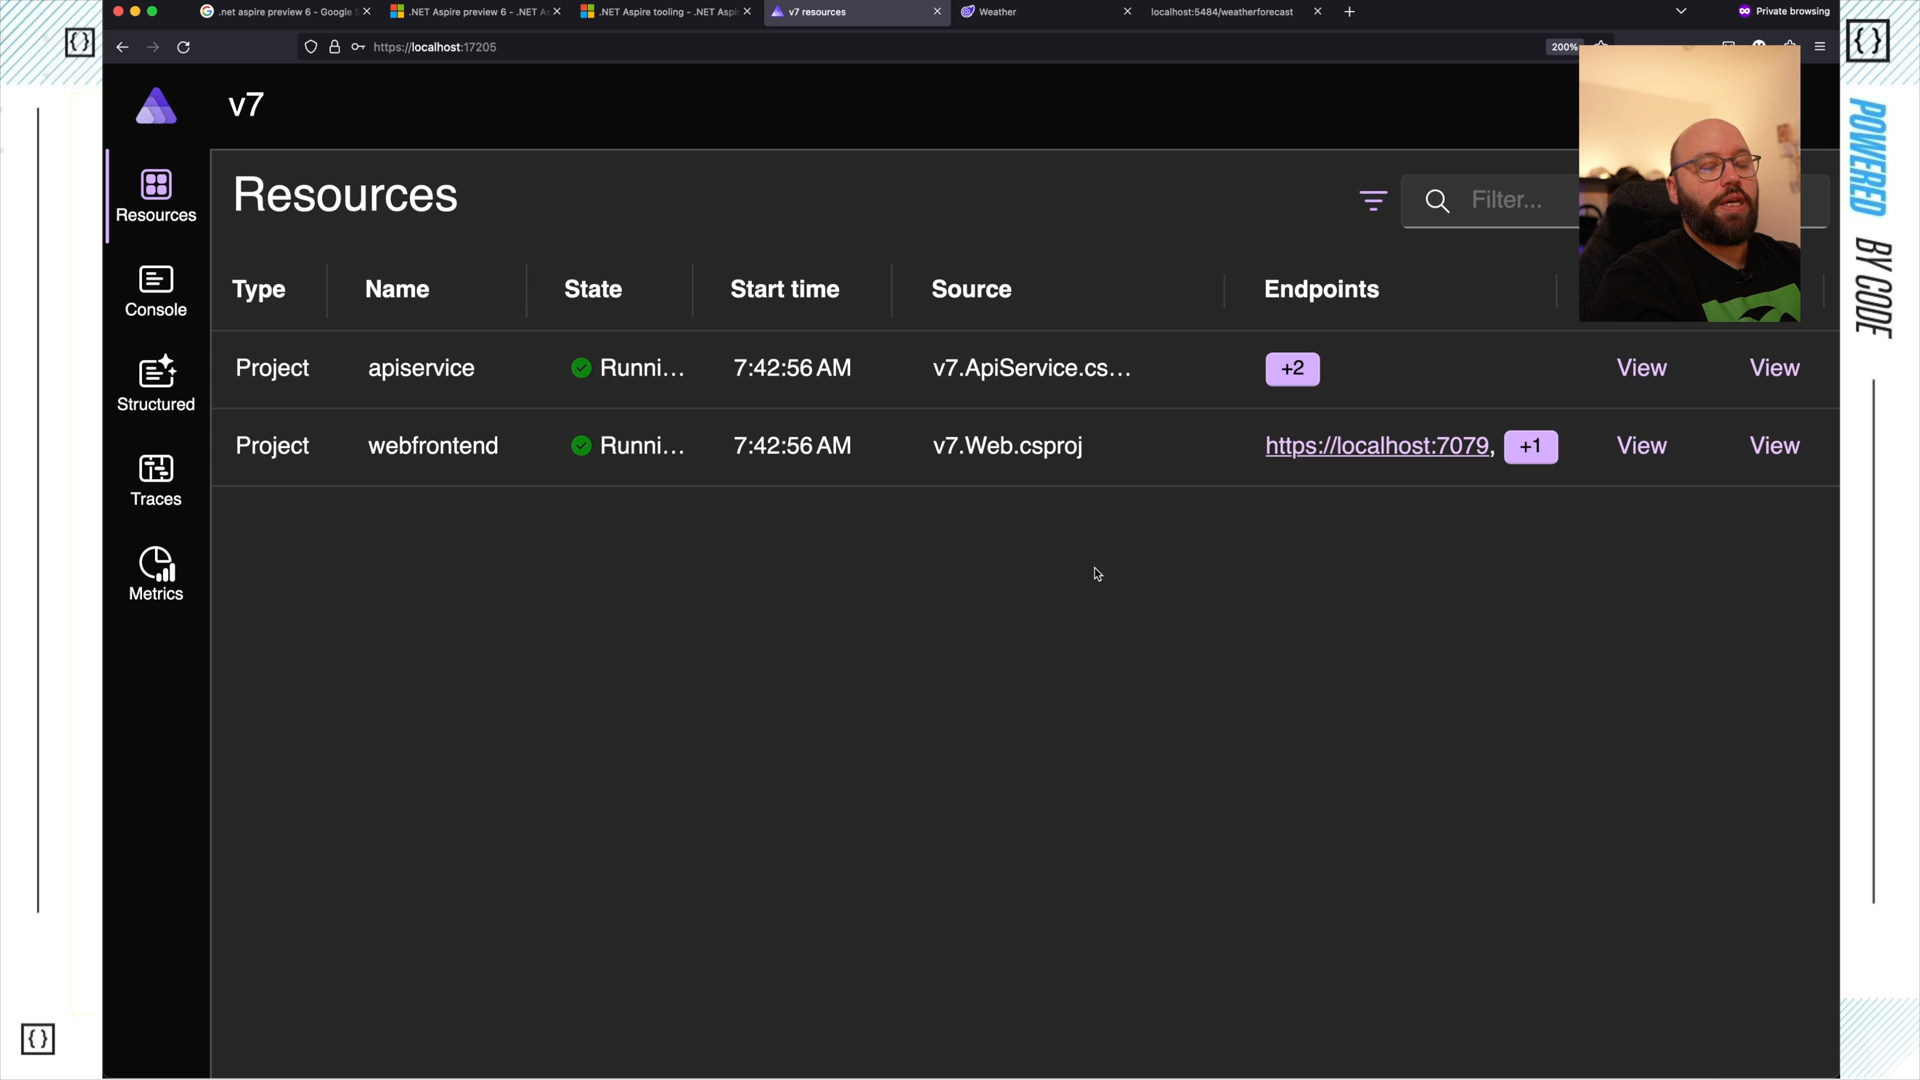 .net aspire preview 6 - Google S
.NET Aspire preview 6 - .NET A
.NET Aspire tooling - .NET Aspi
v7 resources
Weather
localhost:5484/weatherforecast
Private browsing
https://localhost:17205
200%
v7
Resources
Console
Structured
Traces
Metrics
Resources
Filter...
Type Name State Start time Source Endpoints
Project apiservice Runni... 7:42:56 AM v7.ApiService.cs... +2 View View
Project webfrontend Runni... 7:42:56 AM v7.Web.csproj https://localhost:7079, +1 View View
{}
{}
{}
POWERED BY CODE